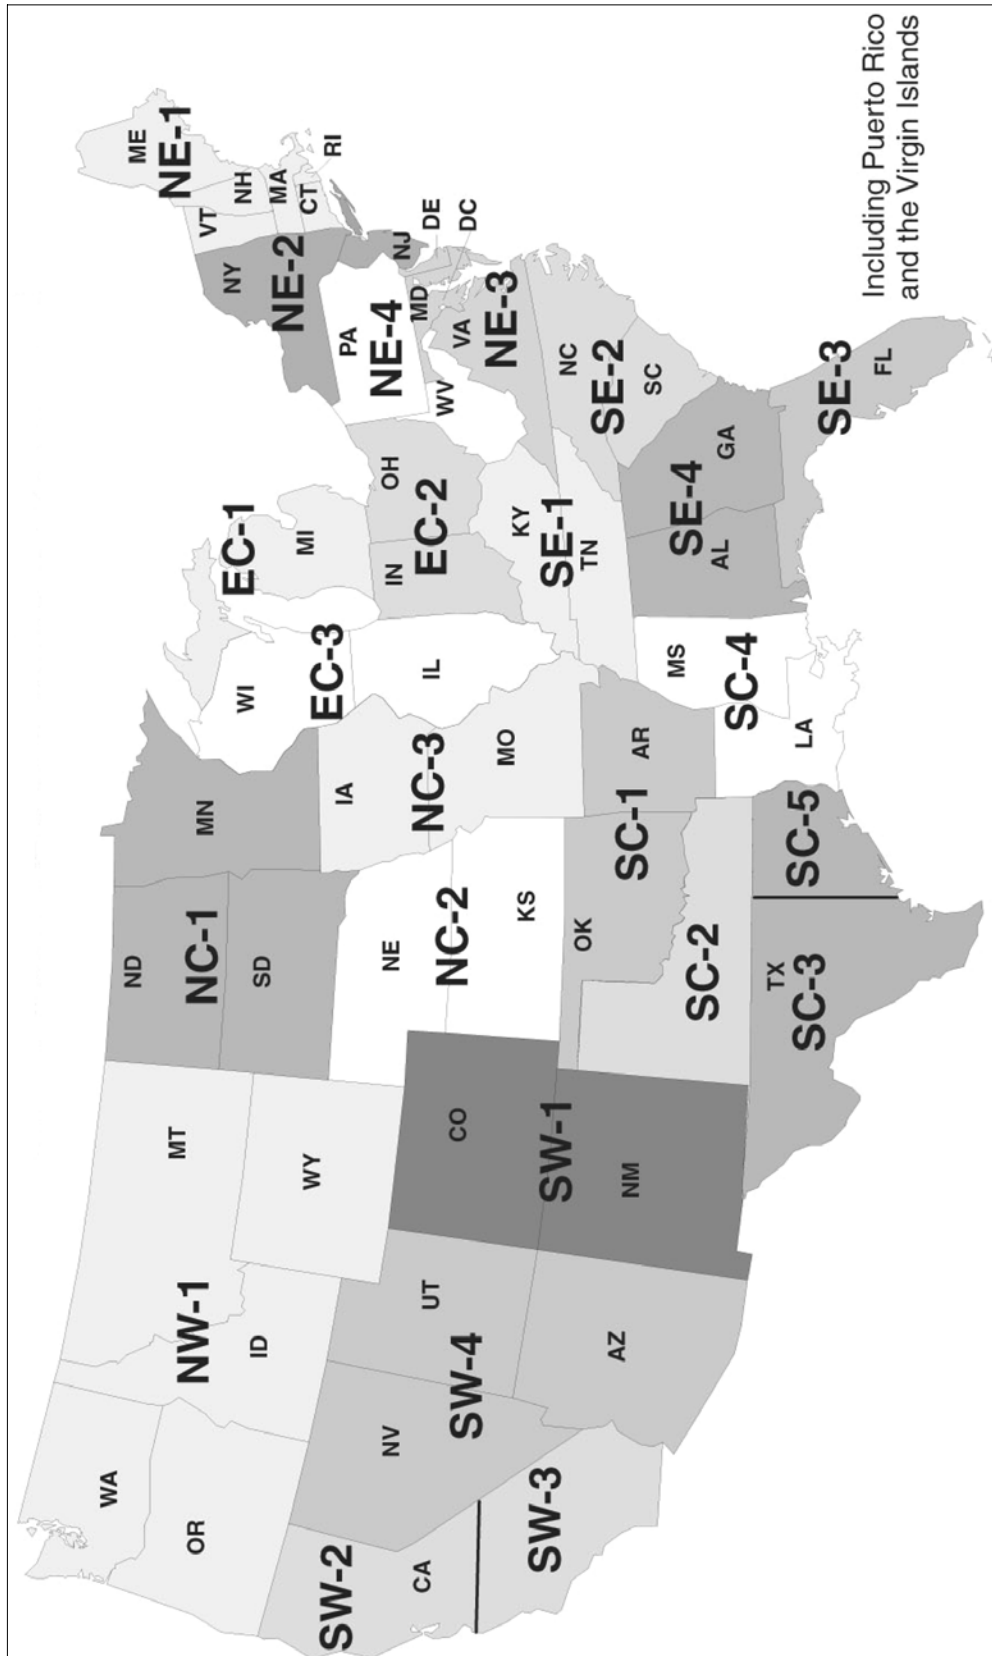 WA
MT
ND
MN
ME
NE-1
VT
NH
NY
NE-2
MA
CT
RI
OR
NW-1
ID
WY
NC-1
SD
WI
EC-1
MI
EC-3
PA
NE-4
NJ
DE
DC
MD
SW-2
NV
UT
CO
NE
IA
IL
IN
OH
EC-2
WV
VA
NE-3
CA
SW-4
NC-2
KS
NC-3
MO
KY
SE-1
TN
NC
SE-2
SC
SW-3
AZ
SW-1
NM
OK
SC-1
AR
MS
SC-4
AL
SE-4
GA
SC-2
TX
SC-3
SC-5
LA
FL
SE-3
Including Puerto Rico
and the Virgin Islands